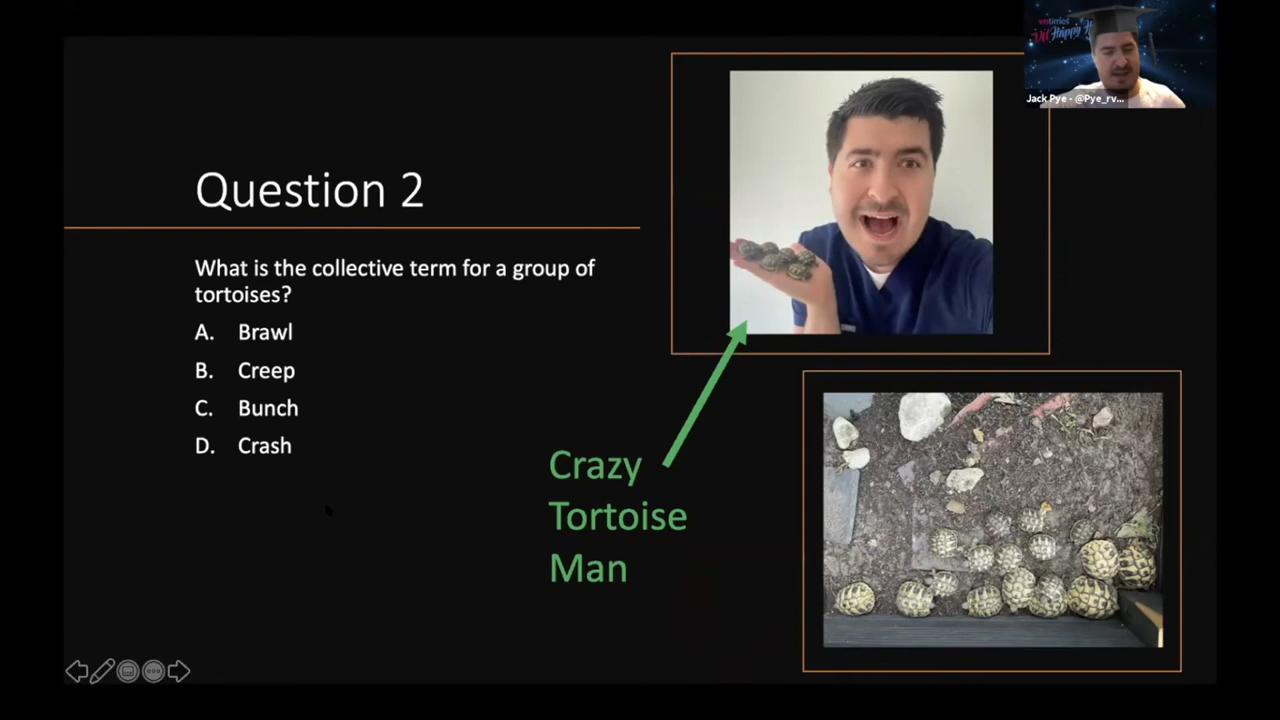 Question 2
What is the collective term for a group of
tortoises?
A. Brawl
B. Creep
C. Bunch
D. Crash
Crazy
Tortoise
Man
vettimes
Jack Pye - @Pye_rv...